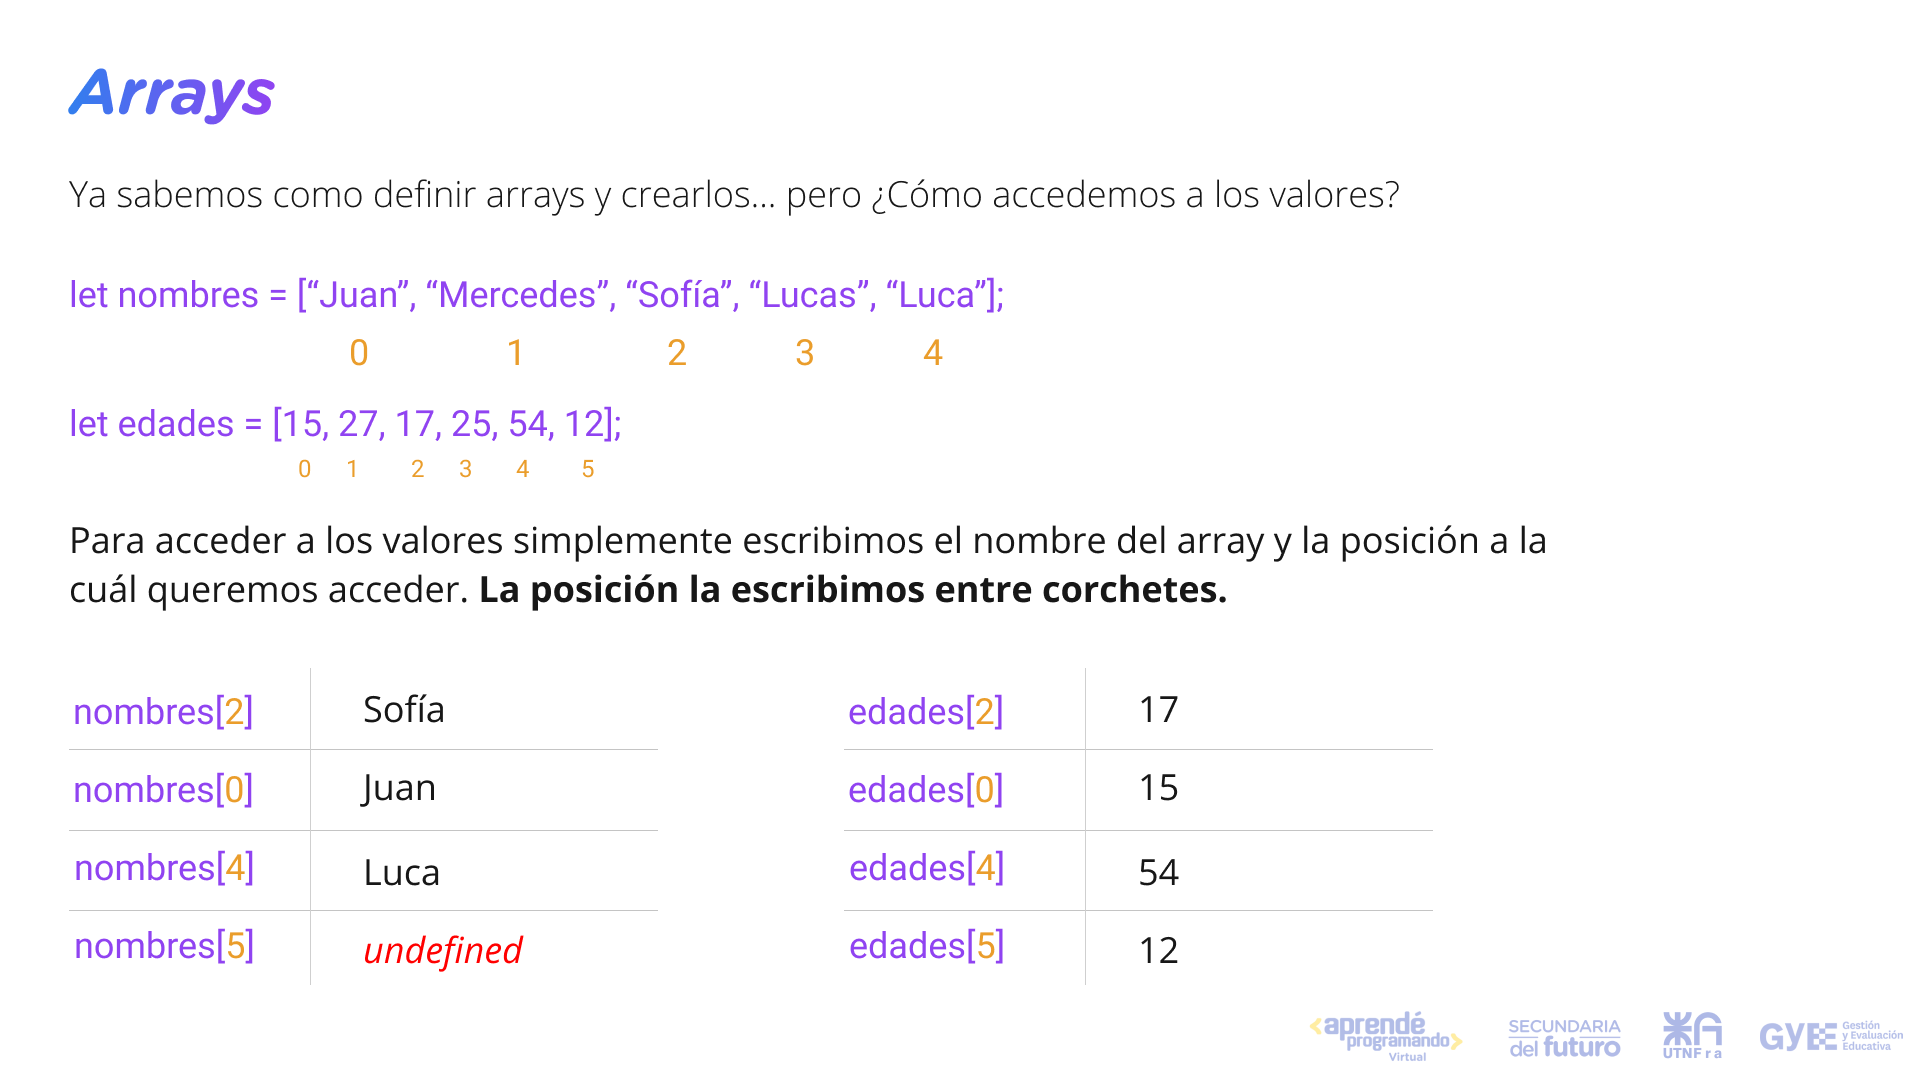 Arrays
Ya sabemos como definir arrays y crearlos... pero ¿Cómo accedemos a los valores?
let nombres = [“Juan”, “Mercedes”, “Sofía”, “Lucas”, “Luca”];
0 1 2 3 4
let edades = [15, 27, 17, 25, 54, 12];
0 1 2 3 4 5
Para acceder a los valores simplemente escribimos el nombre del array y la posición a la
cuál queremos acceder. La posición la escribimos entre corchetes.
nombres[2] Sofía edades[2] 17
nombres[0] Juan edades[0] 15
nombres[4] Luca edades[4] 54
nombres[5] undefined edades[5] 12
<aprendé
programando>
Virtual
SECUNDARIA
del futuro
UTNFra
GYEE
Gestión
y Evaluación
Educativa